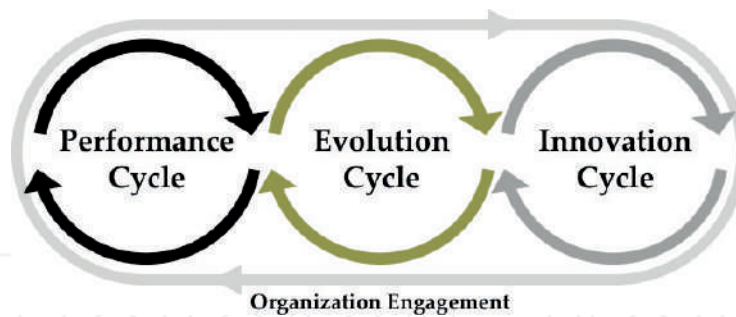 Performance
Cycle
Evolution
Cycle
Innovation
Cycle
Organization Engagement